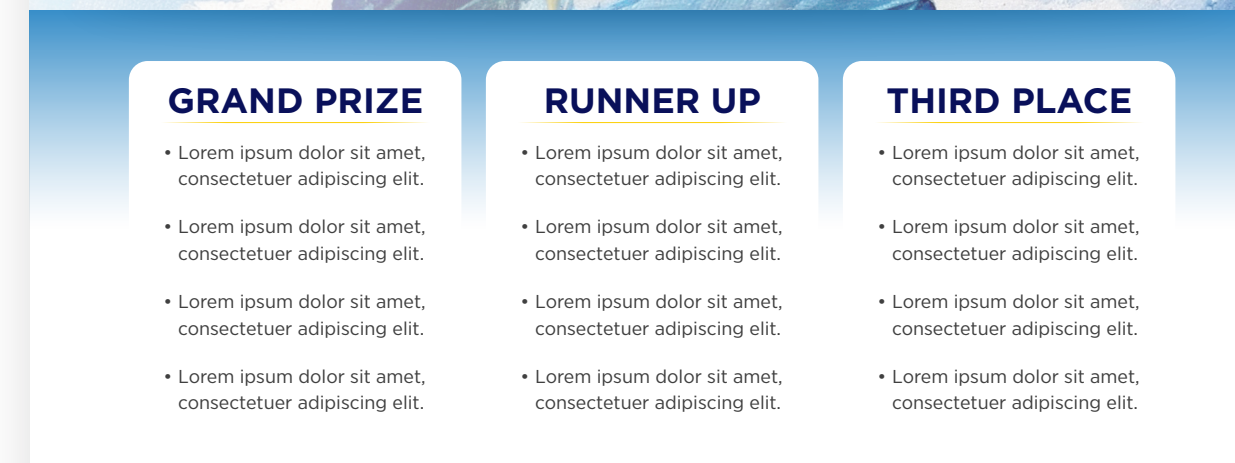 GRAND PRIZE
• Lorem ipsum dolor sit amet,
consectetuer adipiscing elit.
• Lorem ipsum dolor sit amet,
consectetuer adipiscing elit.
• Lorem ipsum dolor sit amet,
consectetuer adipiscing elit.
• Lorem ipsum dolor sit amet,
consectetuer adipiscing elit.
RUNNER UP
• Lorem ipsum dolor sit amet,
consectetuer adipiscing elit.
• Lorem ipsum dolor sit amet,
consectetuer adipiscing elit.
• Lorem ipsum dolor sit amet,
consectetuer adipiscing elit.
• Lorem ipsum dolor sit amet,
consectetuer adipiscing elit.
THIRD PLACE
• Lorem ipsum dolor sit amet,
consectetuer adipiscing elit.
• Lorem ipsum dolor sit amet,
consectetuer adipiscing elit.
• Lorem ipsum dolor sit amet,
consectetuer adipiscing elit.
• Lorem ipsum dolor sit amet,
consectetuer adipiscing elit.